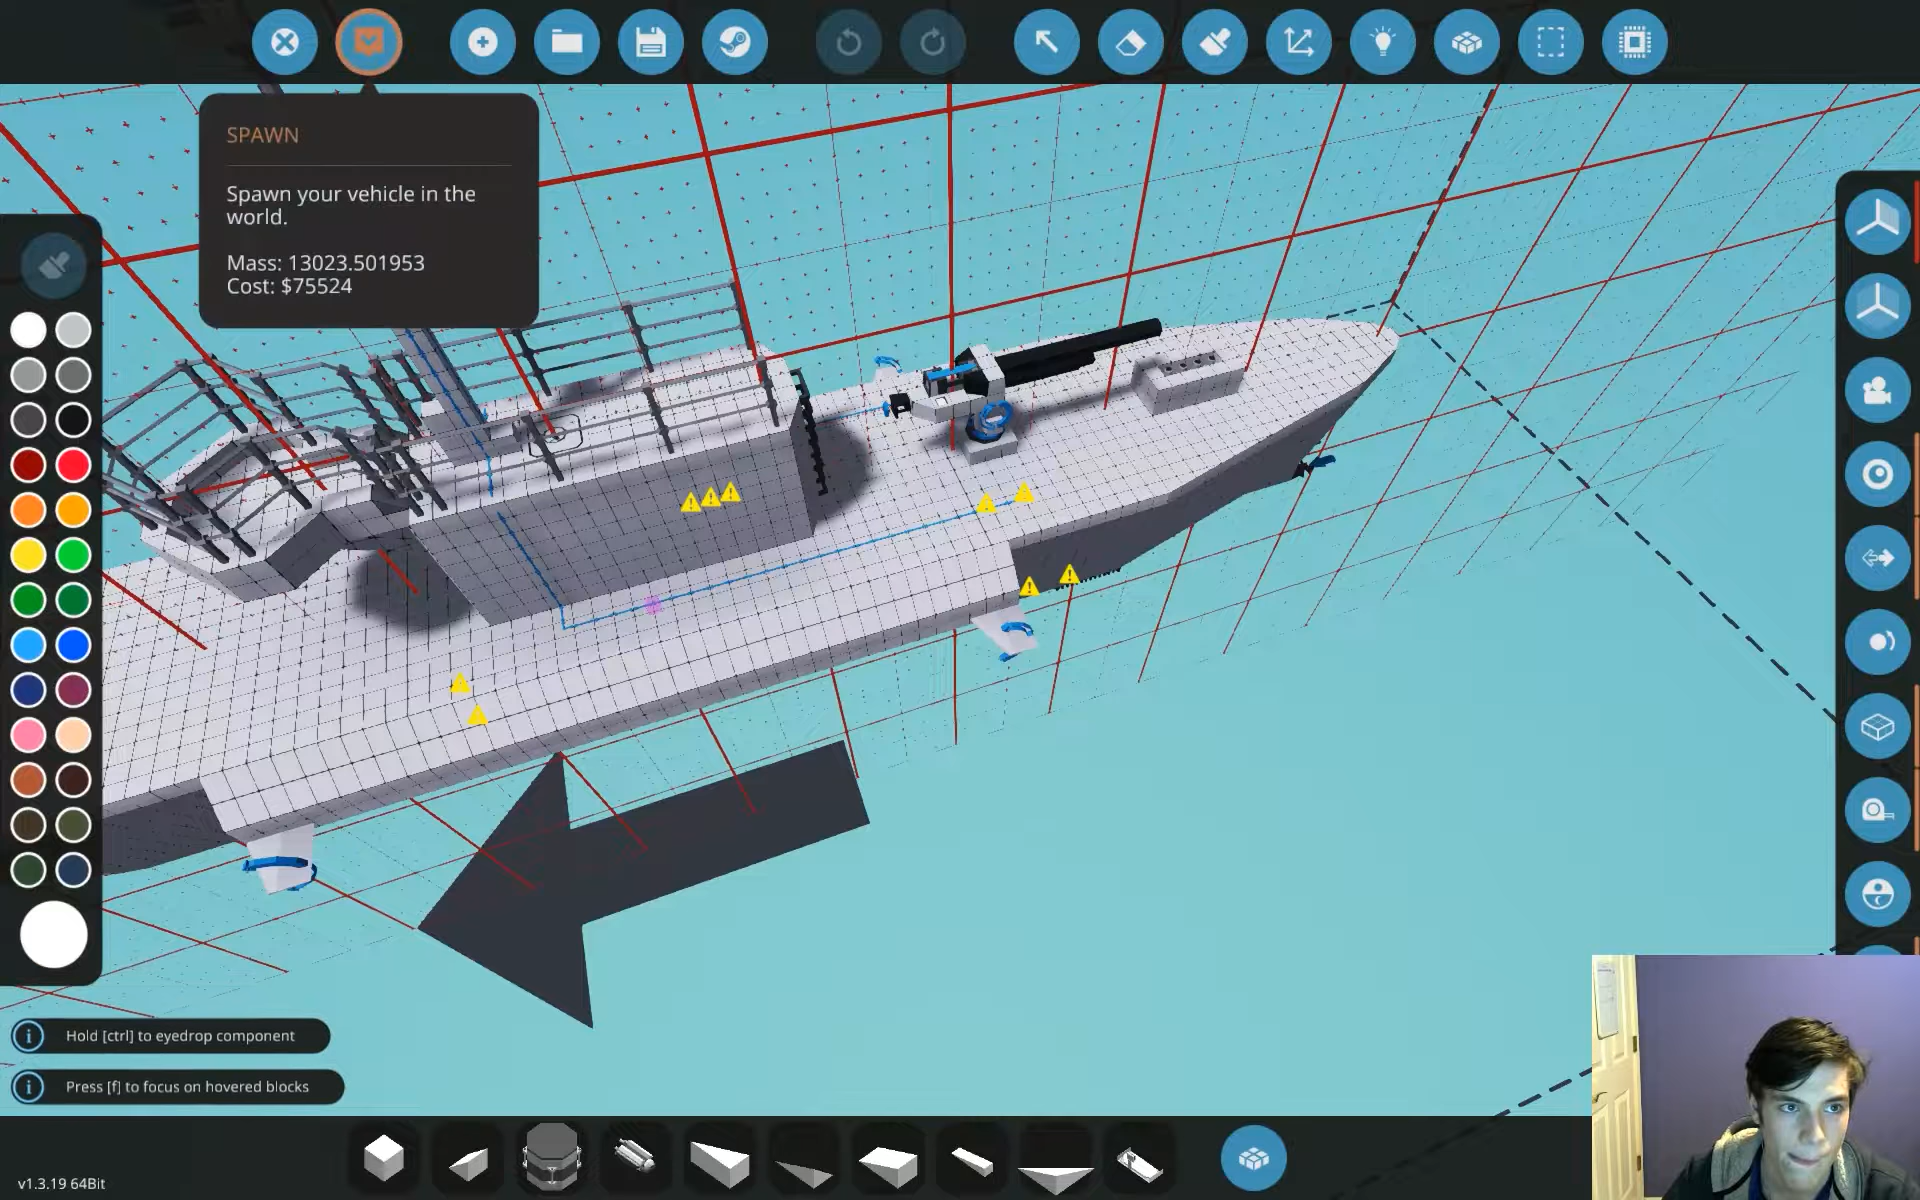 SPAWN
Spawn your vehicle in the
world.
Mass: 13023.501953
Cost: $75524
Hold [ctrl] to eyedrop component
Press [f] to focus on hovered blocks
v1.3.19 64Bit